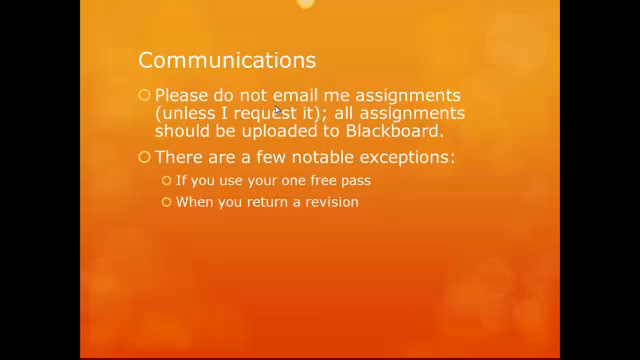 Communications
Please do not email me assignments
(unless I request it); all assignments
should be uploaded to Blackboard.
There are a few notable exceptions:
If you use your one free pass
When you return a revision